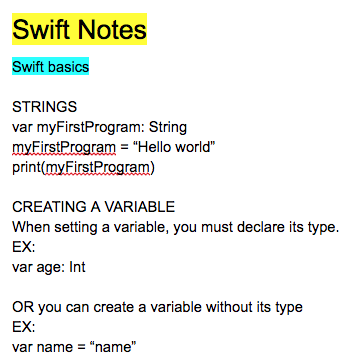 Swift Notes
Swift basics
STRINGS
var myFirstProgram: String
myFirstProgram = “Hello world”
print(myFirstProgram)
CREATING A VARIABLE
When setting a variable, you must declare its type.
EX:
var age: Int
OR you can create a variable without its type
EX:
var name = “name”